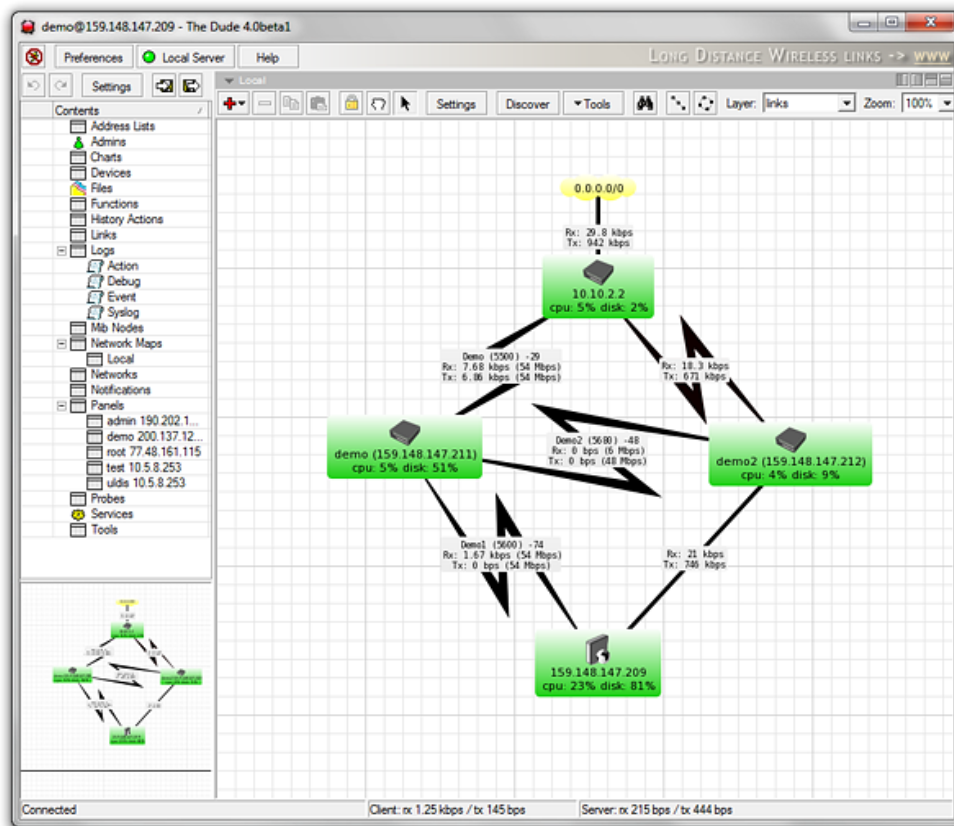 demo@159.148.147.209 - The Dude 4.0beta1
Preferences
Local Server
Help
Long Distance Wireless links -> www
Settings
Local
Settings
Discover
Tools
Layer:
links
Zoom:
100%
Contents
Address Lists
Admins
Charts
Devices
Files
Functions
History Actions
Links
Logs
Action
Debug
Event
Syslog
Mib Nodes
Network Maps
Local
Networks
Notifications
Panels
admin 190.202.1...
demo 200.137.12...
root 77.48.161.115
test 10.5.8.253
uldis 10.5.8.253
Probes
Services
Tools
0.0.0.0/0
Rx: 29.8 kbps
Tx: 942 kbps
10.10.2.2
cpu: 5% disk: 2%
Demo (5500) -29
Rx: 7.68 kbps (54 Mbps)
Tx: 6.06 kbps (54 Mbps)
Rx: 18.3 kbps
Tx: 671 kbps
demo (159.148.147.211)
cpu: 5% disk: 51%
Demo2 (5680) -48
Rx: 0 bps (6 Mbps)
Tx: 0 bps (48 Mbps)
demo2 (159.148.147.212)
cpu: 4% disk: 9%
Demo1 (5600) -74
Rx: 1.67 kbps (54 Mbps)
Tx: 0 bps (54 Mbps)
Rx: 21 kbps
Tx: 746 kbps
159.148.147.209
cpu: 23% disk: 81%
Connected
Client: rx 1.25 kbps / tx 145 bps
Server: rx 215 bps / tx 444 bps